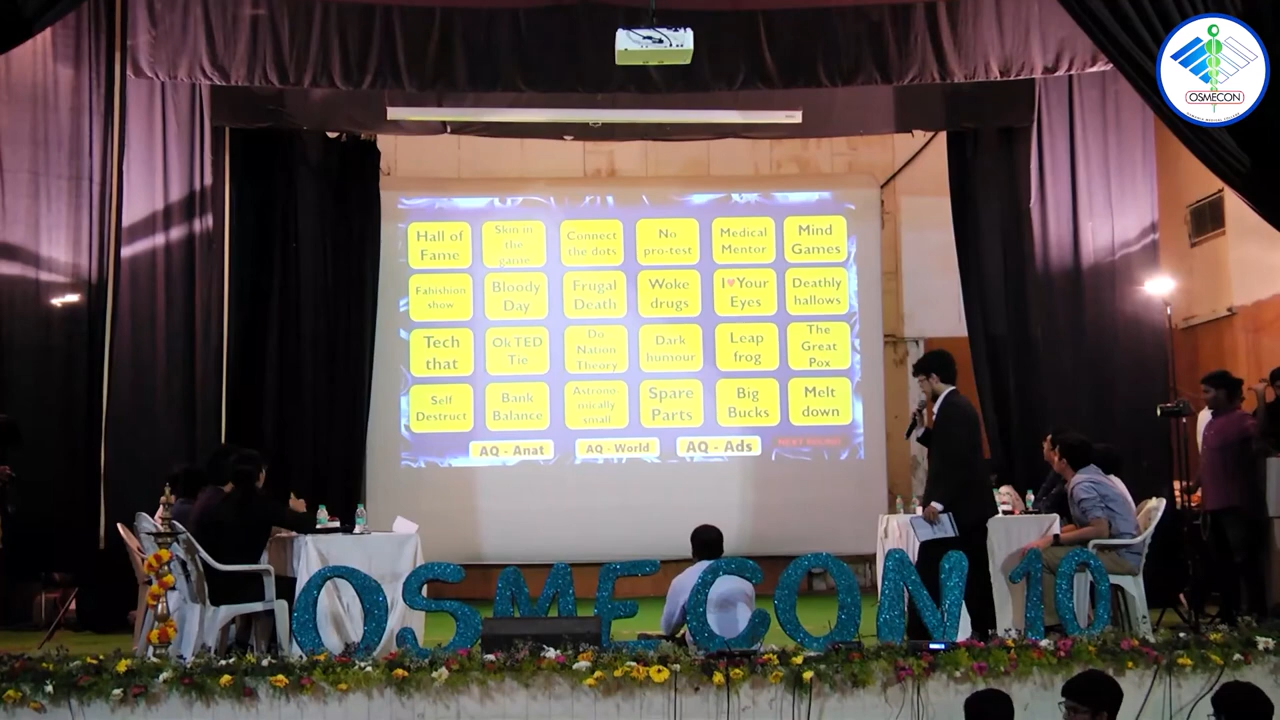 OSMECON
OSMANIA MEDICAL COLLEGE
Hall of Fame
Skin in the game
Connect the dots
No pro-test
Medical Mentor
Mind Games
Fahishion show
Bloody Day
Frugal Death
Woke drugs
I♥Your Eyes
Deathly hallows
Tech that
Ok TED Tie
Do Nation Theory
Dark humour
Leap frog
The Great Pox
Self Destruct
Bank Balance
Astrono mically small
Spare Parts
Big Bucks
Melt down
AQ - Anat
AQ - World
AQ - Ads
NEXT ROUND
OSMECON 10